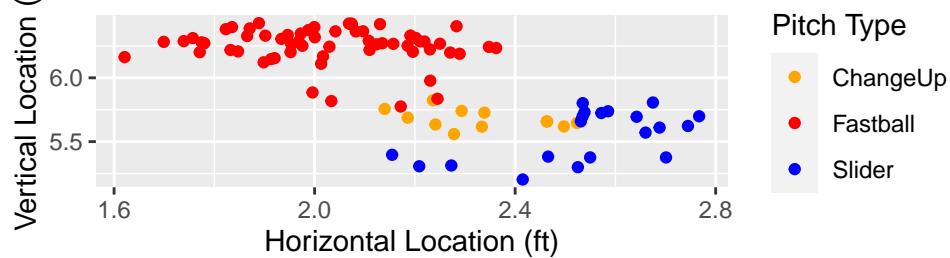 Vertical Location (
6.0
5.5
1.6 2.0 2.4 2.8
Horizontal Location (ft)
Pitch Type
ChangeUp
Fastball
Slider